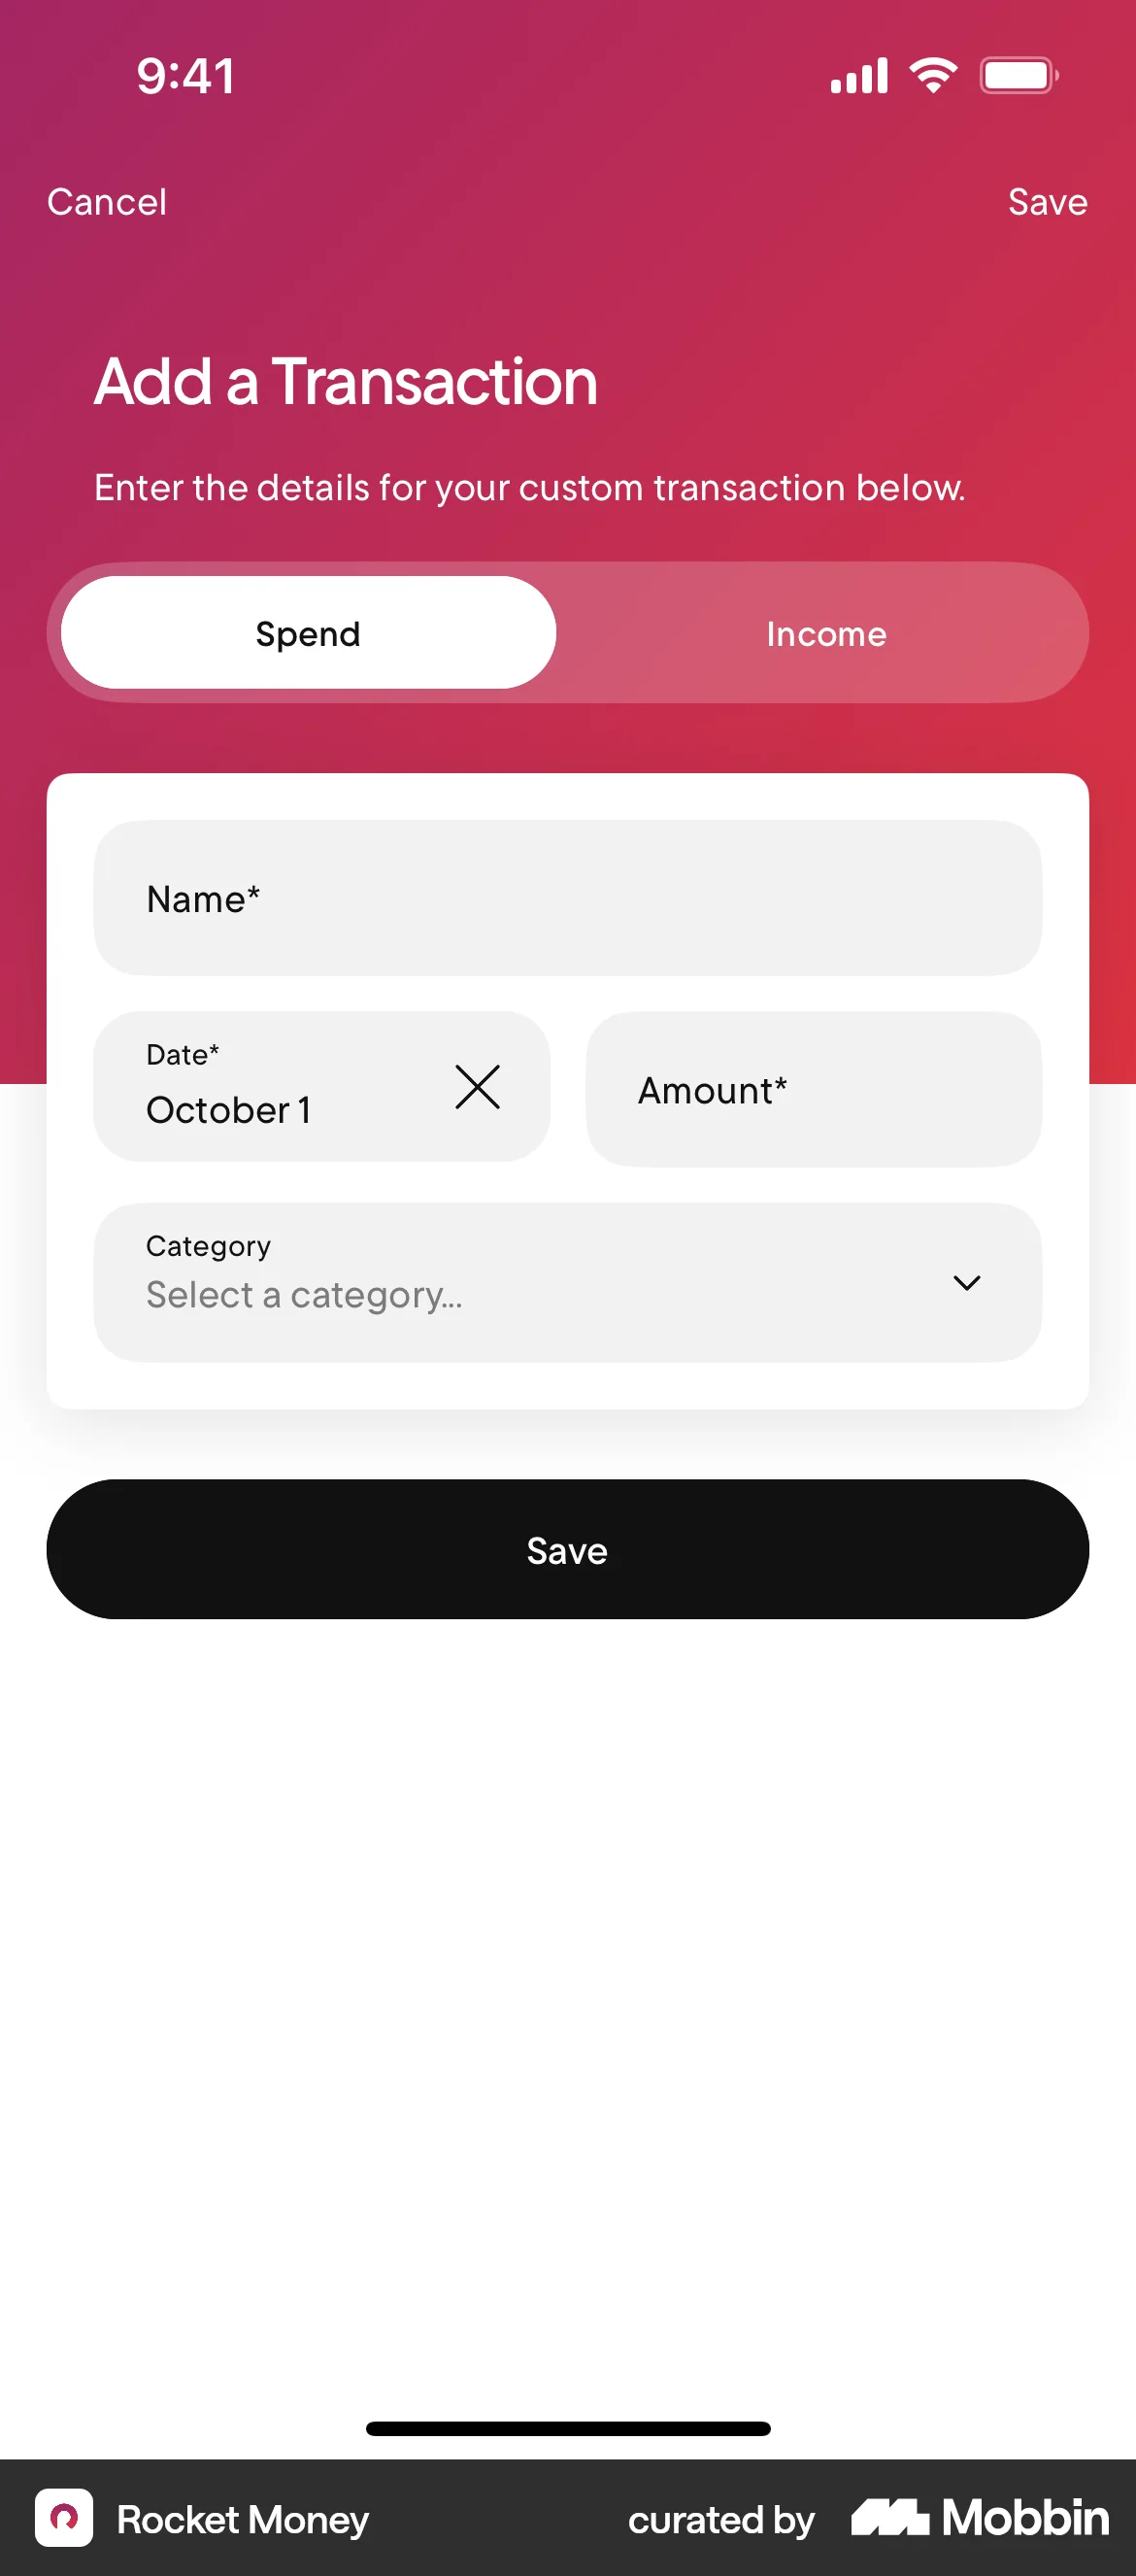 9:41
Cancel
Save
Add a Transaction
Enter the details for your custom transaction below.
Spend
Income
Name*
Date*
October 1
Amount*
Category
Select a category...
Save
Rocket Money
curated by
Mobbin